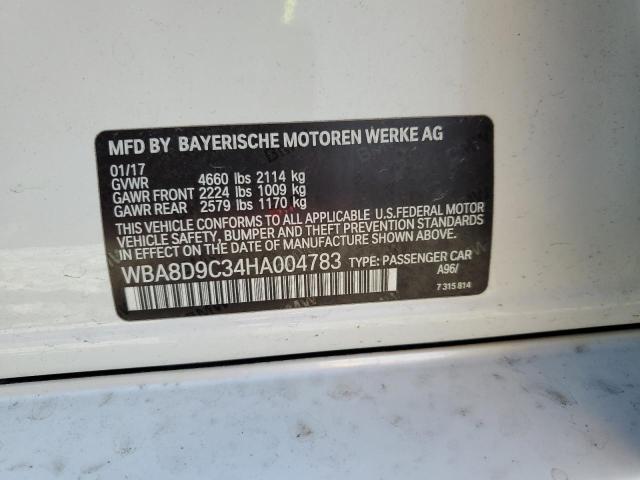 MFD BY BAYERISCHE MOTOREN WERKE AG
01/17
GVWR 4660 lbs 2114 kg
GAWR FRONT 2224 lbs 1009 kg
GAWR REAR 2579 lbs 1170 kg
THIS VEHICLE CONFORMS TO ALL APPLICABLE U.S.FEDERAL MOTOR
VEHICLE SAFETY, BUMPER AND THEFT PREVENTION STANDARDS
IN EFFECT ON THE DATE OF MANUFACTURE SHOWN ABOVE.
WBA8D9C34HA004783 TYPE: PASSENGER CAR
A96/
7 315 814